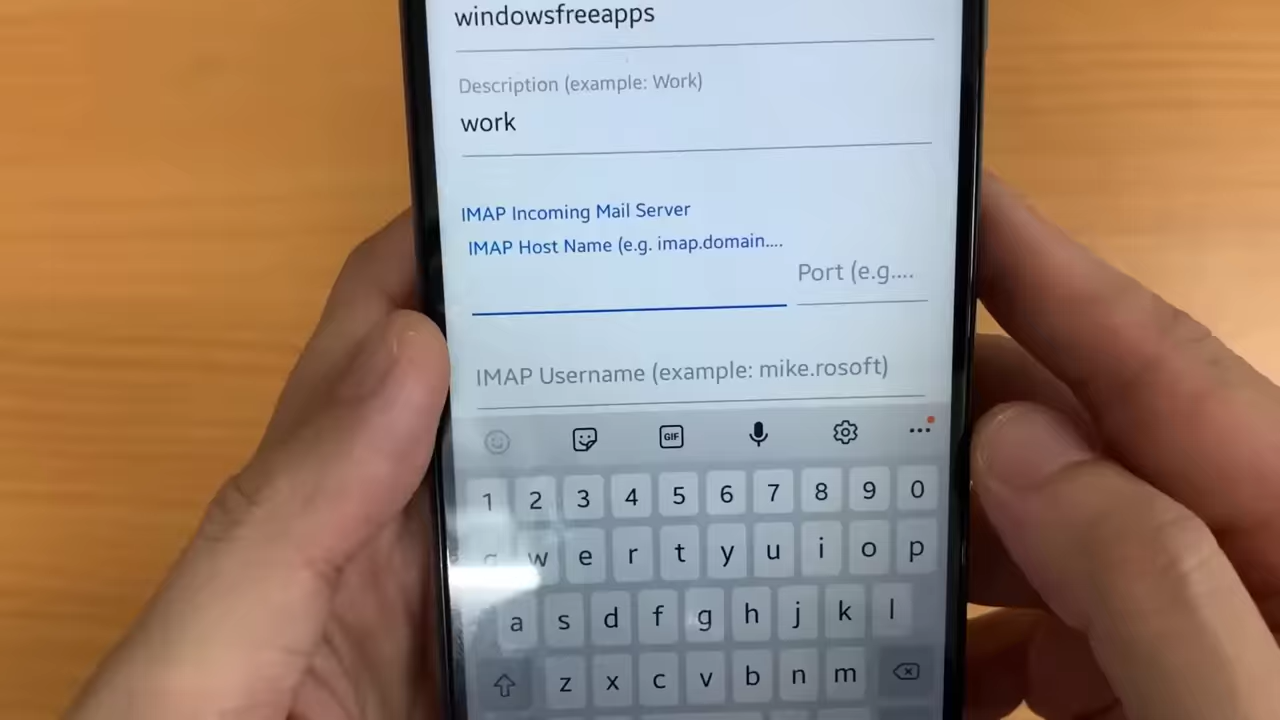 windowsfreeapps
Description (example: Work)
work
IMAP Incoming Mail Server
IMAP Host Name (e.g. imap.domain....
Port (e.g....
IMAP Username (example: mike.rosoft)
GIF
1 2 3 4 5 6 7 8 9 0
q w e r t y u i o p
a s d f g h j k l
z x c v b n m